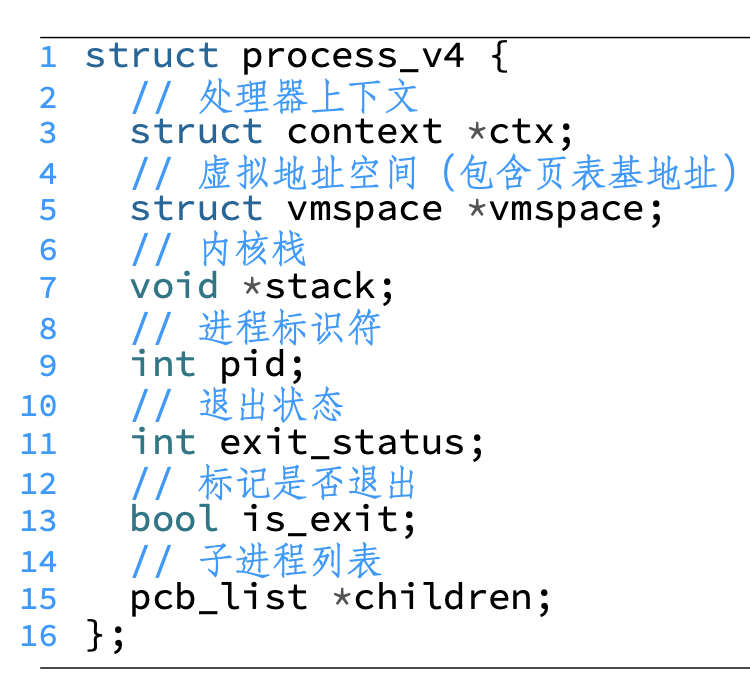 1 struct process_v4 {
2 // 处理器上下文
3 struct context *ctx;
4 // 虚拟地址空间（包含页表基地址）
5 struct vmspace *vmspace;
6 // 内核栈
7 void *stack;
8 // 进程标识符
9 int pid;
10 // 退出状态
11 int exit_status;
12 // 标记是否退出
13 bool is_exit;
14 // 子进程列表
15 pcb_list *children;
16 };